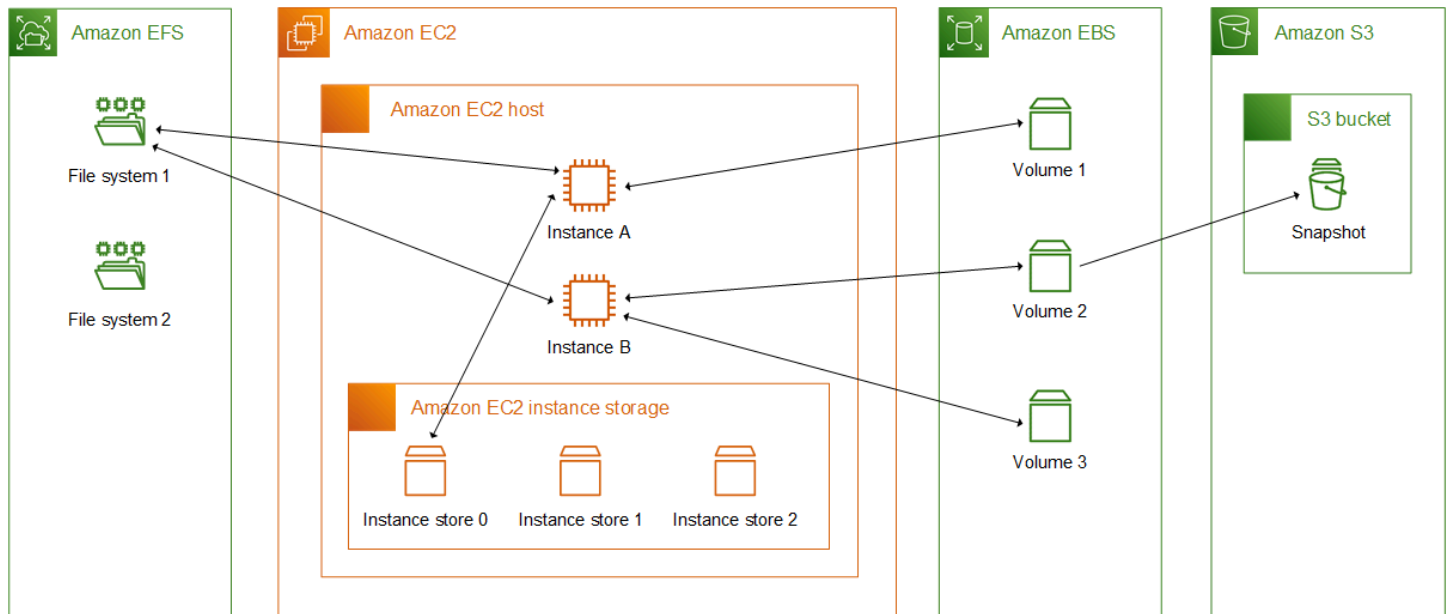 Amazon EFS
File system 1
File system 2
Amazon EC2
Amazon EC2 host
Instance A
Instance B
Amazon EC2 instance storage
Instance store 0
Instance store 1
Instance store 2
Amazon EBS
Volume 1
Volume 2
Volume 3
Amazon S3
S3 bucket
Snapshot